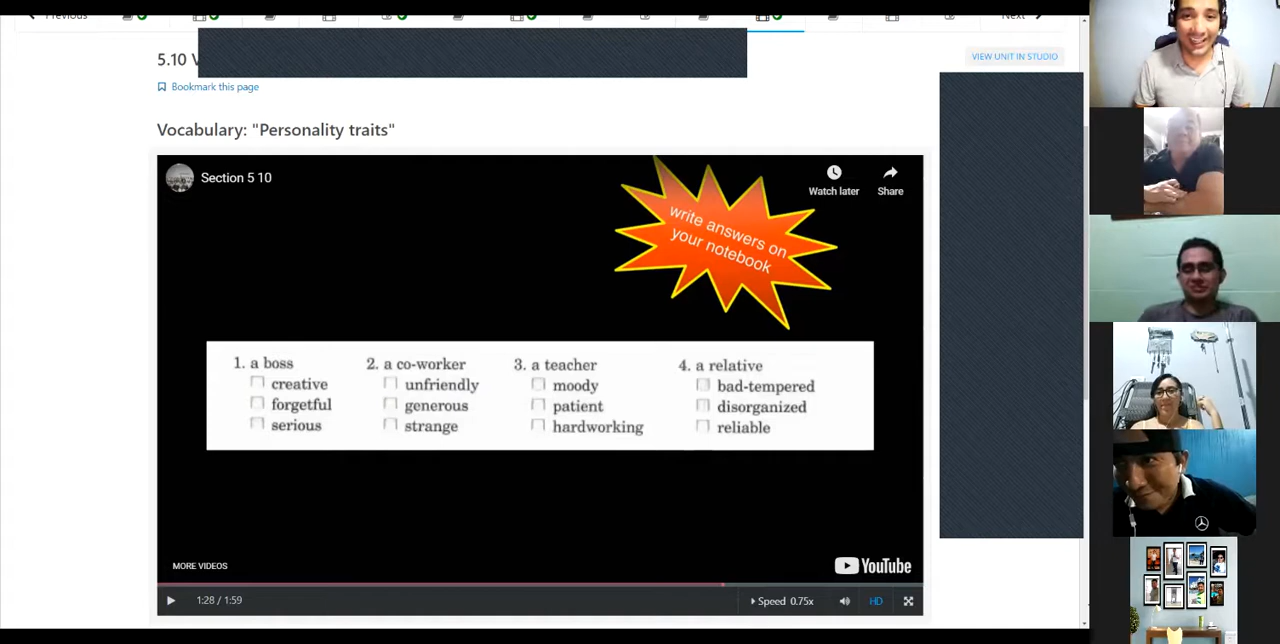 Previous
Next
5.10 V
VIEW UNIT IN STUDIO
Bookmark this page
Vocabulary: "Personality traits"
Section 5 10
Watch later
Share
write answers on
your notebook
1. a boss
creative
forgetful
serious
2. a co-worker
unfriendly
generous
strange
3. a teacher
moody
patient
hardworking
4. a relative
bad-tempered
disorganized
reliable
MORE VIDEOS
YouTube
1:28 / 1:59
Speed 0.75x
HD